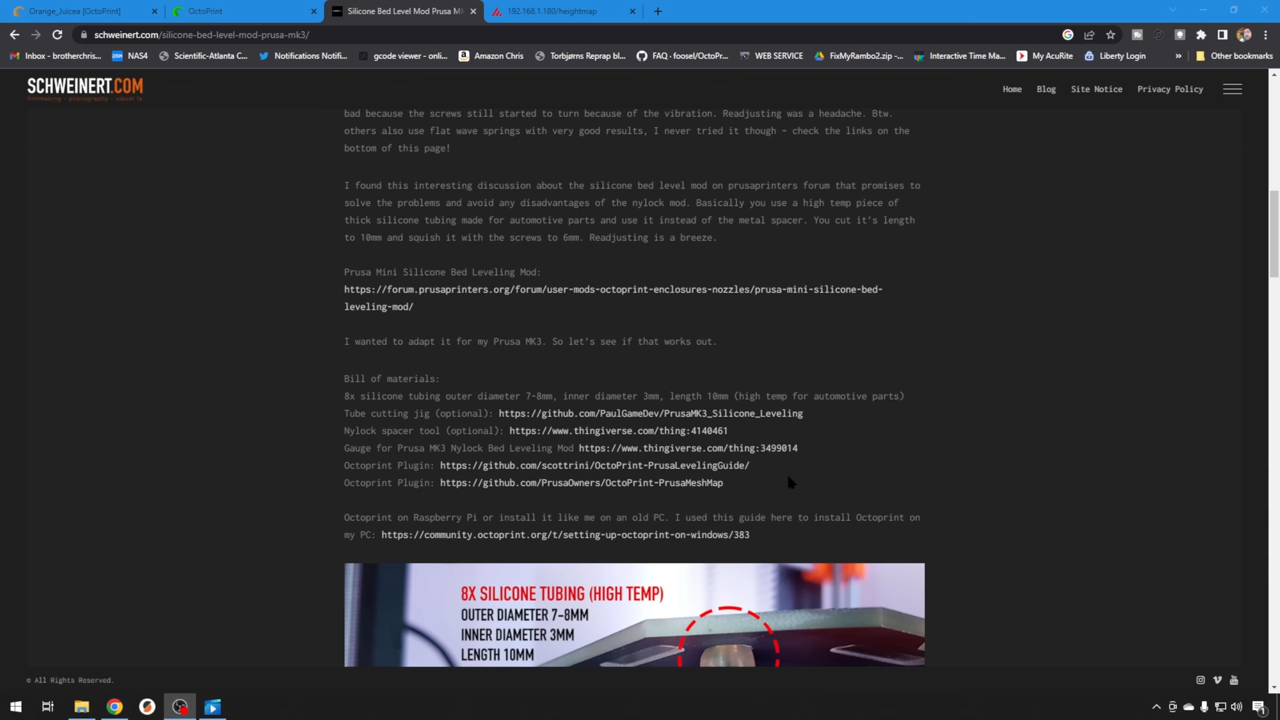 Orange_Juicea [OctoPrint]
OctoPrint
Silicone Bed Level Mod Prusa MK
192.168.1.180/heightmap
schweinert.com/silicone-bed-level-mod-prusa-mk3/
Inbox - brotherchris...
NAS4
Scientific-Atlanta C...
Notifications Notifi...
gcode viewer - onli...
Amazon Chris
Torbjørns Reprap bl...
FAQ · foosel/OctoPr...
WEB SERVICE
FixMyRambo2.zip -...
Interactive Time Ma...
My AcuRite
Liberty Login
»
Other bookmarks
SCHWEINERT.COM
Home
Blog
Site Notice
Privacy Policy
bad because the screws still started to turn because of the vibration. Readjusting was a headache. Btw.
others also use flat wave springs with very good results, I never tried it though – check the links on the
bottom of this page!
I found this interesting discussion about the silicone bed level mod on prusaprinters forum that promises to
solve the problems and avoid any disadvantages of the nylock mod. Basically you use a high temp piece of
thick silicone tubing made for automotive parts and use it instead of the metal spacer. You cut it's length
to 10mm and squish it with the screws to 6mm. Readjusting is a breeze.
Prusa Mini Silicone Bed Leveling Mod:
https://forum.prusaprinters.org/forum/user-mods-octoprint-enclosures-nozzles/prusa-mini-silicone-bed-
leveling-mod/
I wanted to adapt it for my Prusa MK3. So let's see if that works out.
Bill of materials:
8x silicone tubing outer diameter 7-8mm, inner diameter 3mm, length 10mm (high temp for automotive parts)
Tube cutting jig (optional): https://github.com/PaulGameDev/PrusaMK3_Silicone_Leveling
Nylock spacer tool (optional): https://www.thingiverse.com/thing:4140461
Gauge for Prusa MK3 Nylock Bed Leveling Mod https://www.thingiverse.com/thing:3499014
Octoprint Plugin: https://github.com/scottrini/OctoPrint-PrusaLevelingGuide/
Octoprint Plugin: https://github.com/PrusaOwners/OctoPrint-PrusaMeshMap
Octoprint on Raspberry Pi or install it like me on an old PC. I used this guide here to install Octoprint on
my PC: https://community.octoprint.org/t/setting-up-octoprint-on-windows/383
8X SILICONE TUBING (HIGH TEMP)
OUTER DIAMETER 7-8MM
INNER DIAMETER 3MM
LENGTH 10MM
© All Rights Reserved.